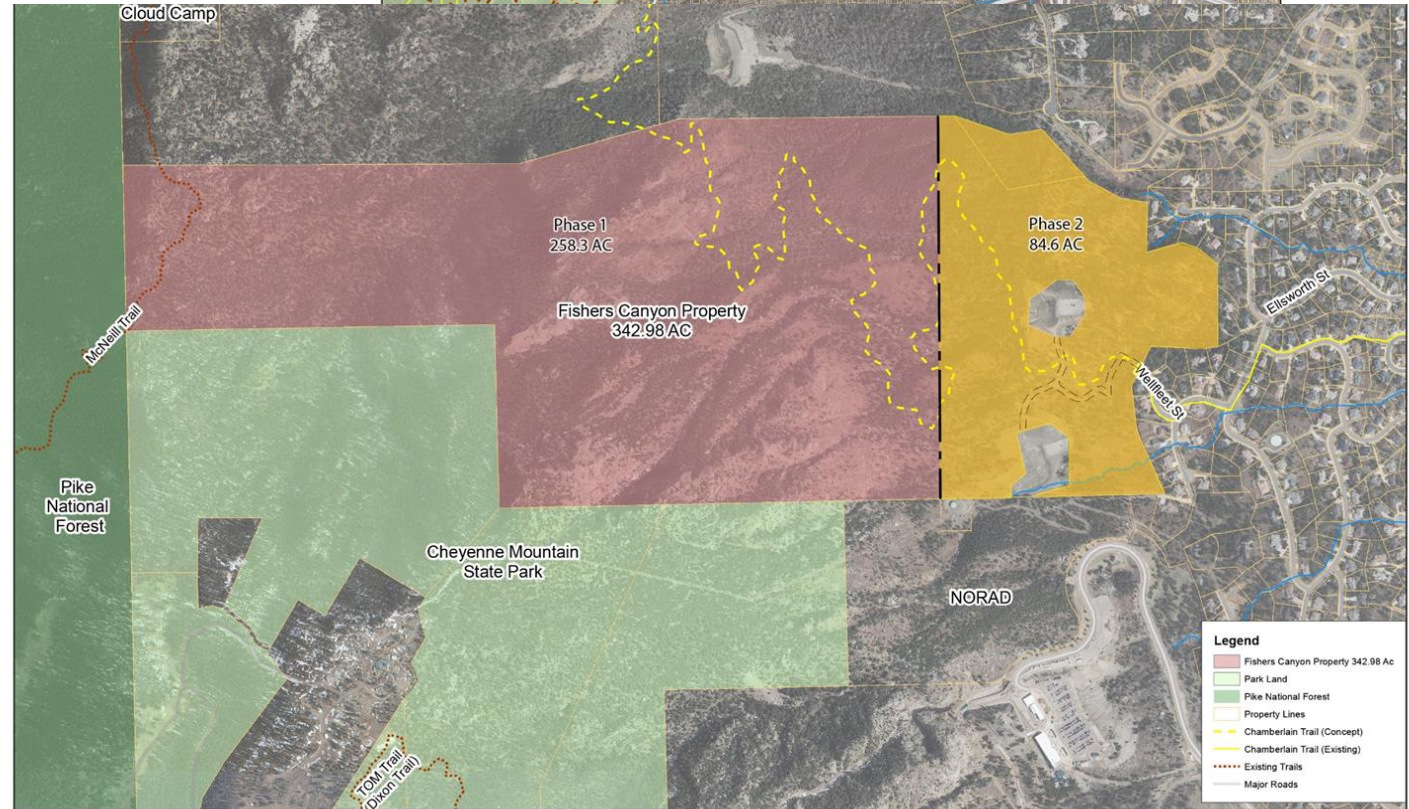 Cloud Camp
Phase 1
258.3 AC
Phase 2
84.6 AC
Fishers Canyon Property
342.98 AC
Ellsworth St
McNeill Trail
Wellfleet St
Pike
National
Forest
Cheyenne Mountain
State Park
NORAD
TOM Trail
(Dixon Trail)
Legend
Fishers Canyon Property 342.98 Ac
Park Land
Pike National Forest
Property Lines
Chamberlain Trail (Concept)
Chamberlain Trail (Existing)
Existing Trails
Major Roads